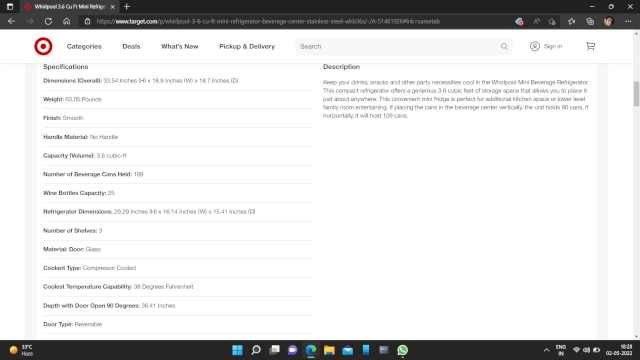 Whirlpool 3.6 Cu Ft Mini Refrige
https://www.target.com/p/whirlpool-3-6-cu-ft-mini-refrigerator-beverage-center-stainless-steel-whb36s/-/A-51461926#lnk=sametab
Categories Deals What's New Pickup & Delivery Search Sign in
Specifications
Dimensions (Overall): 33.54 Inches (H) x 18.9 Inches (W) x 18.7 Inches (D)
Weight: 63.05 Pounds
Finish: Smooth
Handle Material: No Handle
Capacity (Volume): 3.6 cubic-ft
Number of Beverage Cans Held: 109
Wine Bottles Capacity: 25
Refrigerator Dimensions: 29.29 Inches (H) x 16.14 Inches (W) x 15.41 Inches (D)
Number of Shelves: 3
Material: Door: Glass
Coolant Type: Compressor Cooled
Coolest Temperature Capability: 38 Degrees Fahrenheit
Depth with Door Open 90 Degrees: 36.41 Inches
Door Type: Reversible
Description
Keep your drinks, snacks and other party necessities cool in the Whirlpool Mini Beverage Refrigerator.
This compact refrigerator offers a generous 3.6 cubic feet of storage space that allows you to place it
just about anywhere. This convenient mini fridge is perfect for additional kitchen space or lower level
family room entertaining. If placing the cans in the beverage center vertically, the unit holds 90 cans, if
horizontally, it will hold 109 cans.
33°C
Haze
ENG
IN
18:28
02-05-2022